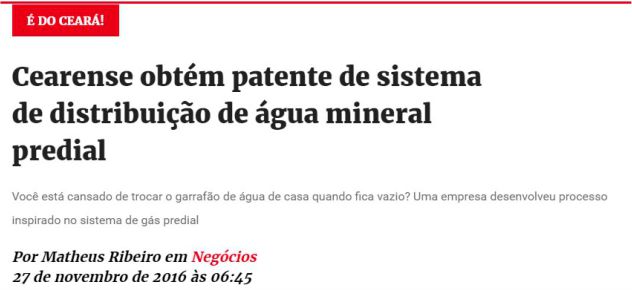 É DO CEARÁ!
Cearense obtém patente de sistema
de distribuição de água mineral
predial
Você está cansado de trocar o garrafão de água de casa quando fica vazio? Uma empresa desenvolveu processo
inspirado no sistema de gás predial
Por Matheus Ribeiro em Negócios
27 de novembro de 2016 às 06:45